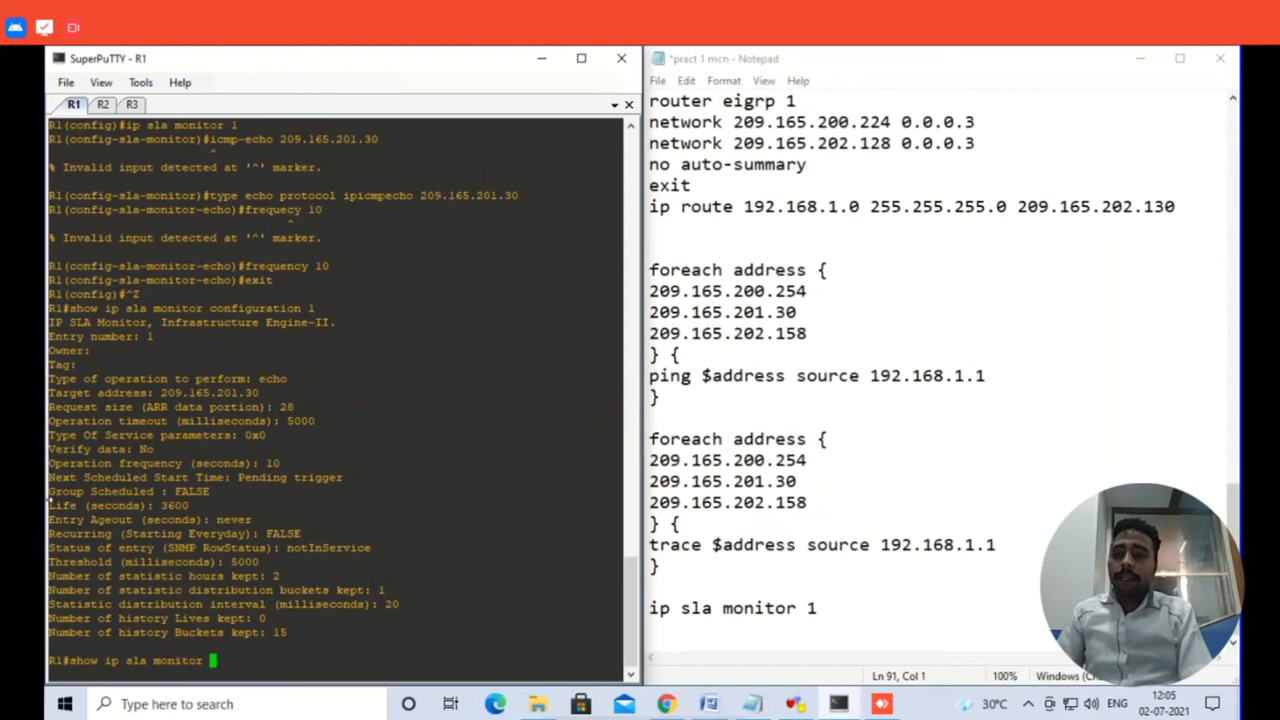 SuperPuTTY - R1
File View Tools Help
R1 R2 R3
R1(config)#ip sla monitor 1
R1(config-sla-monitor)#icmp-echo 209.165.201.30
^
% Invalid input detected at '^' marker.
R1(config-sla-monitor)#type echo protocol ipicmpecho 209.165.201.30
R1(config-sla-monitor-echo)#frequecy 10
^
% Invalid input detected at '^' marker.
R1(config-sla-monitor-echo)#frequency 10
R1(config-sla-monitor-echo)#exit
R1(config)#^Z
R1#show ip sla monitor configuration 1
IP SLA Monitor, Infrastructure Engine-II.
Entry number: 1
Owner:
Tag:
Type of operation to perform: echo
Target address: 209.165.201.30
Request size (ARR data portion): 28
Operation timeout (milliseconds): 5000
Type Of Service parameters: 0x0
Verify data: No
Operation frequency (seconds): 10
Next Scheduled Start Time: Pending trigger
Group Scheduled : FALSE
Life (seconds): 3600
Entry Ageout (seconds): never
Recurring (Starting Everyday): FALSE
Status of entry (SNMP RowStatus): notInService
Threshold (milliseconds): 5000
Number of statistic hours kept: 2
Number of statistic distribution buckets kept: 1
Statistic distribution interval (milliseconds): 20
Number of history Lives kept: 0
Number of history Buckets kept: 15
R1#show ip sla monitor
*pract 1 mcn - Notepad
File Edit Format View Help
router eigrp 1
network 209.165.200.224 0.0.0.3
network 209.165.202.128 0.0.0.3
no auto-summary
exit
ip route 192.168.1.0 255.255.255.0 209.165.202.130
foreach address {
209.165.200.254
209.165.201.30
209.165.202.158
} {
ping $address source 192.168.1.1
}
foreach address {
209.165.200.254
209.165.201.30
209.165.202.158
} {
trace $address source 192.168.1.1
}
ip sla monitor 1
Ln 91, Col 1 100% Windows
Type here to search
30°C ENG
12:05
02-07-2021